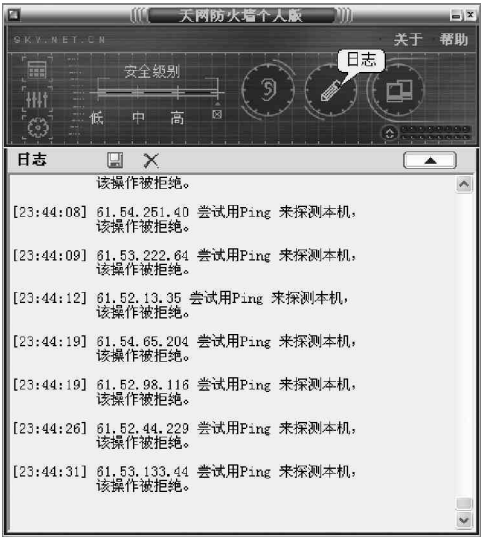 天网防火墙个人版
SKY.NET.CN
关于 帮助
日志
安全级别
低 中 高
日志
该操作被拒绝。
[23:44:08] 61.54.251.40 尝试用Ping 来探测本机，
该操作被拒绝。
[23:44:09] 61.53.222.64 尝试用Ping 来探测本机，
该操作被拒绝。
[23:44:12] 61.52.13.35 尝试用Ping 来探测本机，
该操作被拒绝。
[23:44:19] 61.54.65.204 尝试用Ping 来探测本机，
该操作被拒绝。
[23:44:19] 61.52.98.116 尝试用Ping 来探测本机，
该操作被拒绝。
[23:44:26] 61.52.44.229 尝试用Ping 来探测本机，
该操作被拒绝。
[23:44:31] 61.53.133.44 尝试用Ping 来探测本机，
该操作被拒绝。